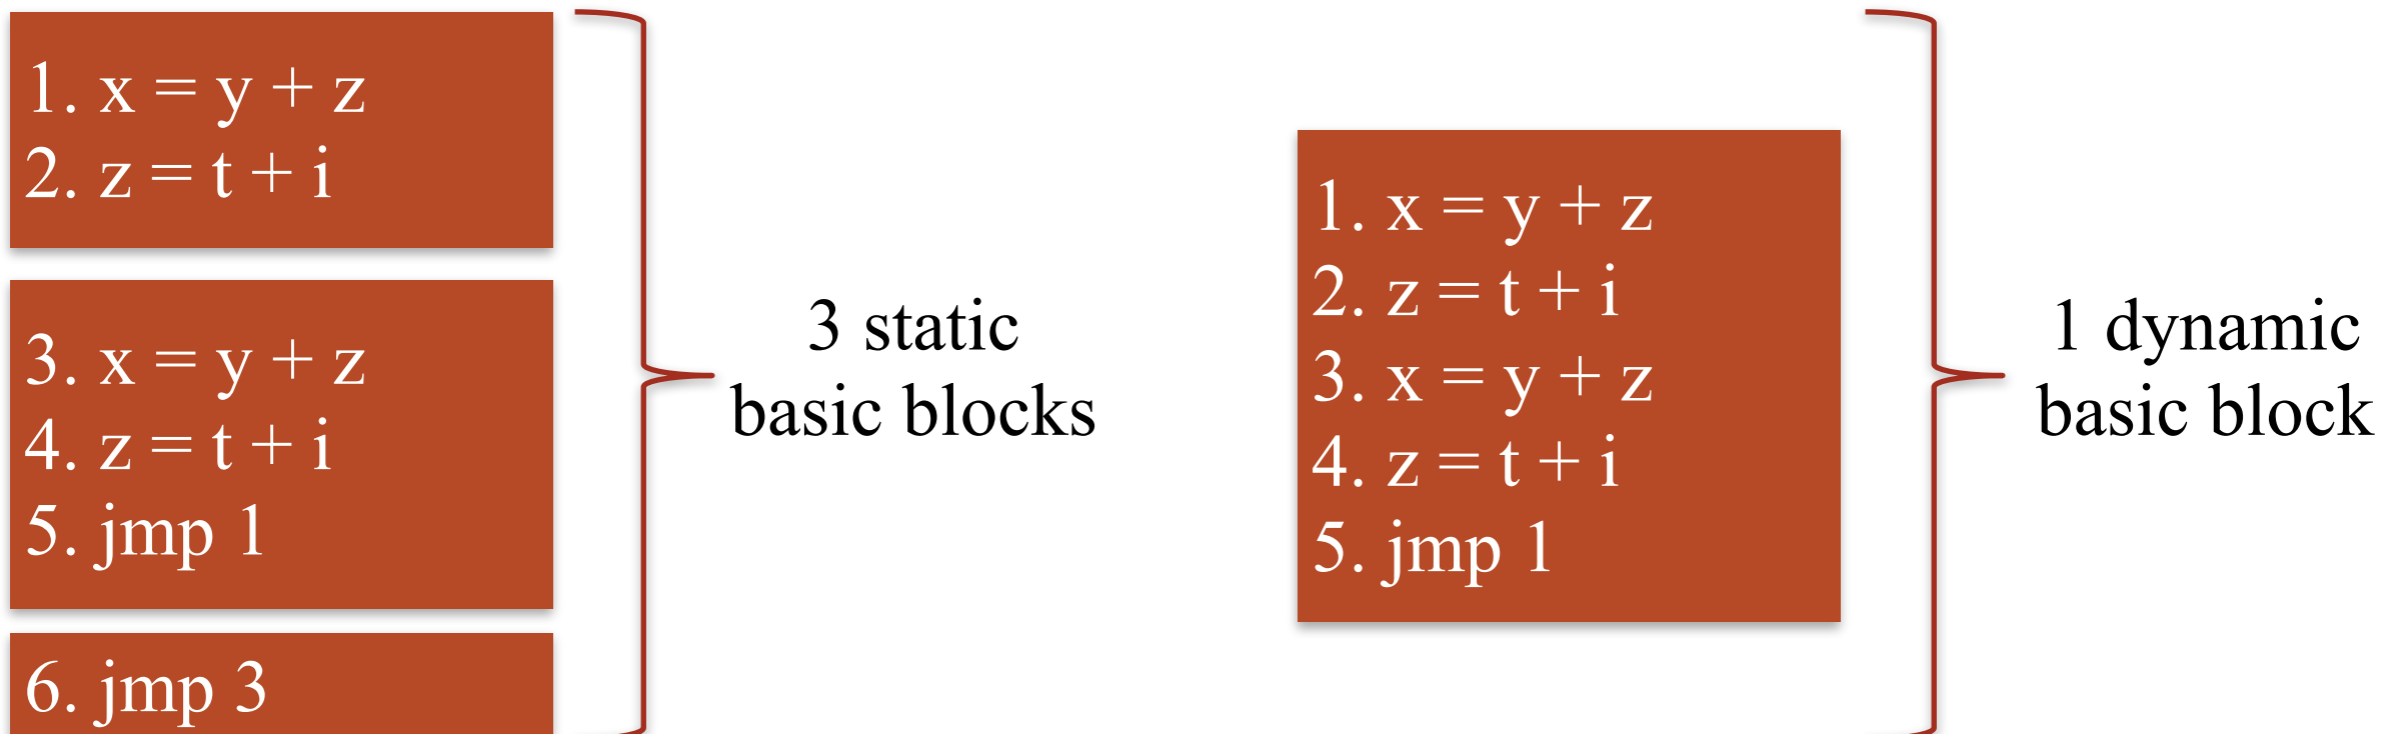 1. x = y + z
2. z = t + i
3. x = y + z
4. z = t + i
5. jmp 1
6. jmp 3
3 static
basic blocks
1. x = y + z
2. z = t + i
3. x = y + z
4. z = t + i
5. jmp 1
1 dynamic
basic block